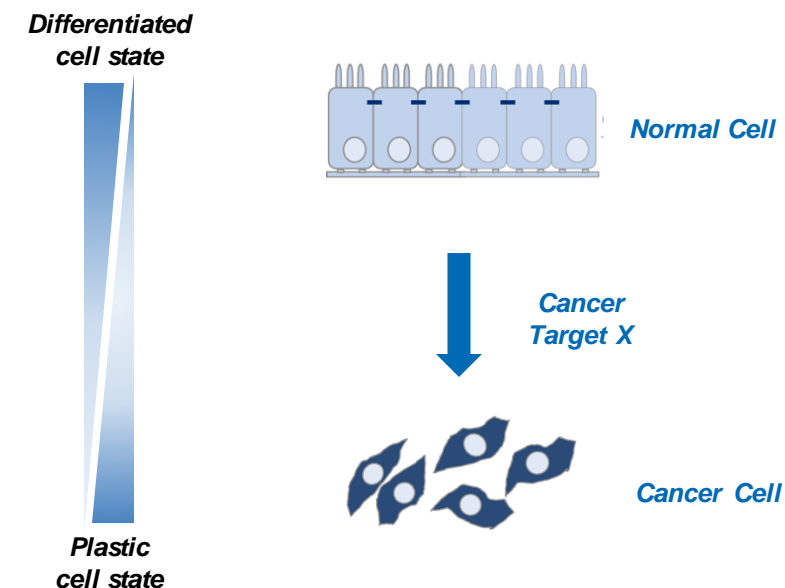 Differentiated
cell state
Normal Cell
Cancer
Target X
Cancer Cell
Plastic
cell state